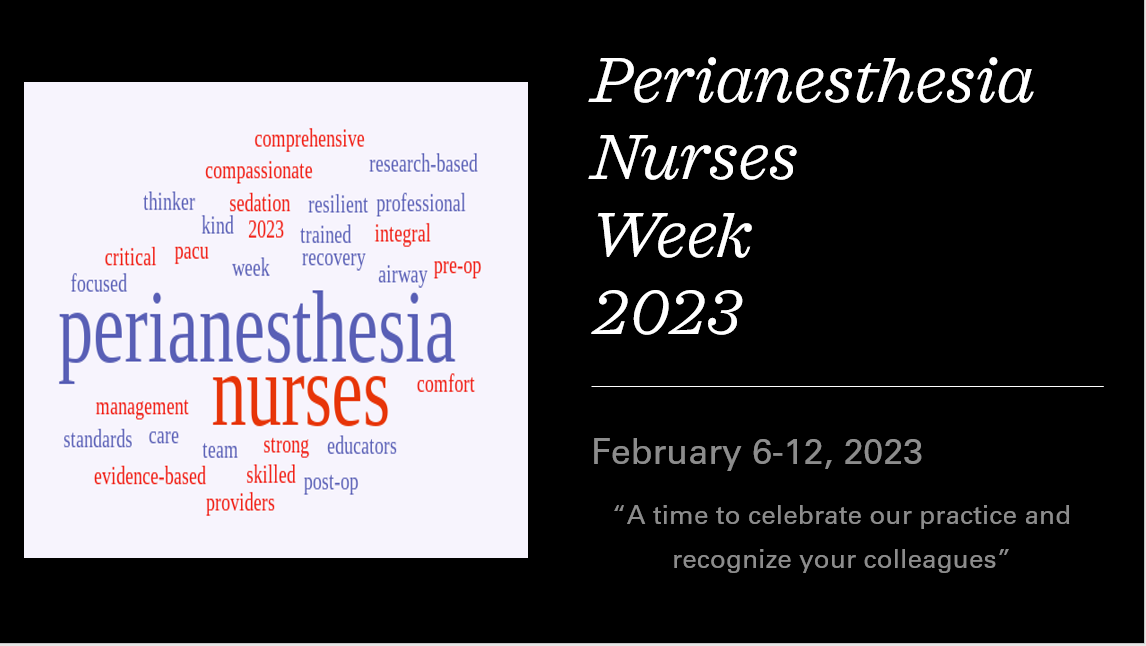 comprehensive
compassionate research-based
thinker sedation resilient professional
kind 2023 trained integral
critical pacu week recovery airway pre-op
focused
perianesthesia
nurses comfort
management
standards care team strong educators
evidence-based skilled post-op
providers
Perianesthesia
Nurses
Week
2023
February 6-12, 2023
“A time to celebrate our practice and
recognize your colleagues”